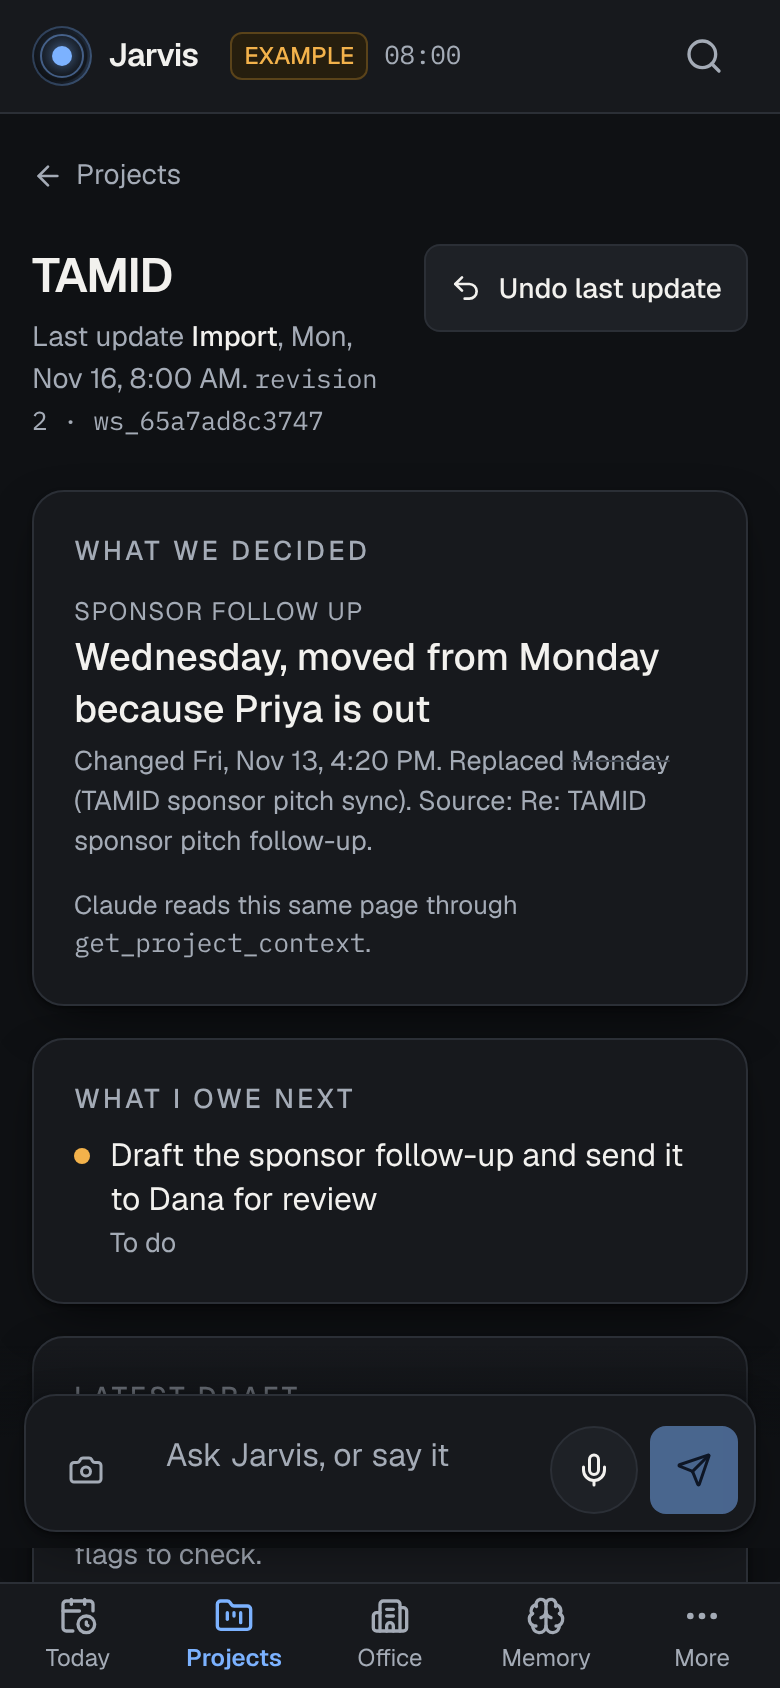 Jarvis EXAMPLE 08:00
Projects
TAMID
Undo last update
Last update Import, Mon,
Nov 16, 8:00 AM. revision
2 · ws_65a7ad8c3747
WHAT WE DECIDED
SPONSOR FOLLOW UP
Wednesday, moved from Monday
because Priya is out
Changed Fri, Nov 13, 4:20 PM. Replaced Monday
(TAMID sponsor pitch sync). Source: Re: TAMID
sponsor pitch follow-up.
Claude reads this same page through
get_project_context.
WHAT I OWE NEXT
Draft the sponsor follow-up and send it
to Dana for review
To do
LATEST DRAFT
Ask Jarvis, or say it
flags to check.
Today Projects Office Memory More